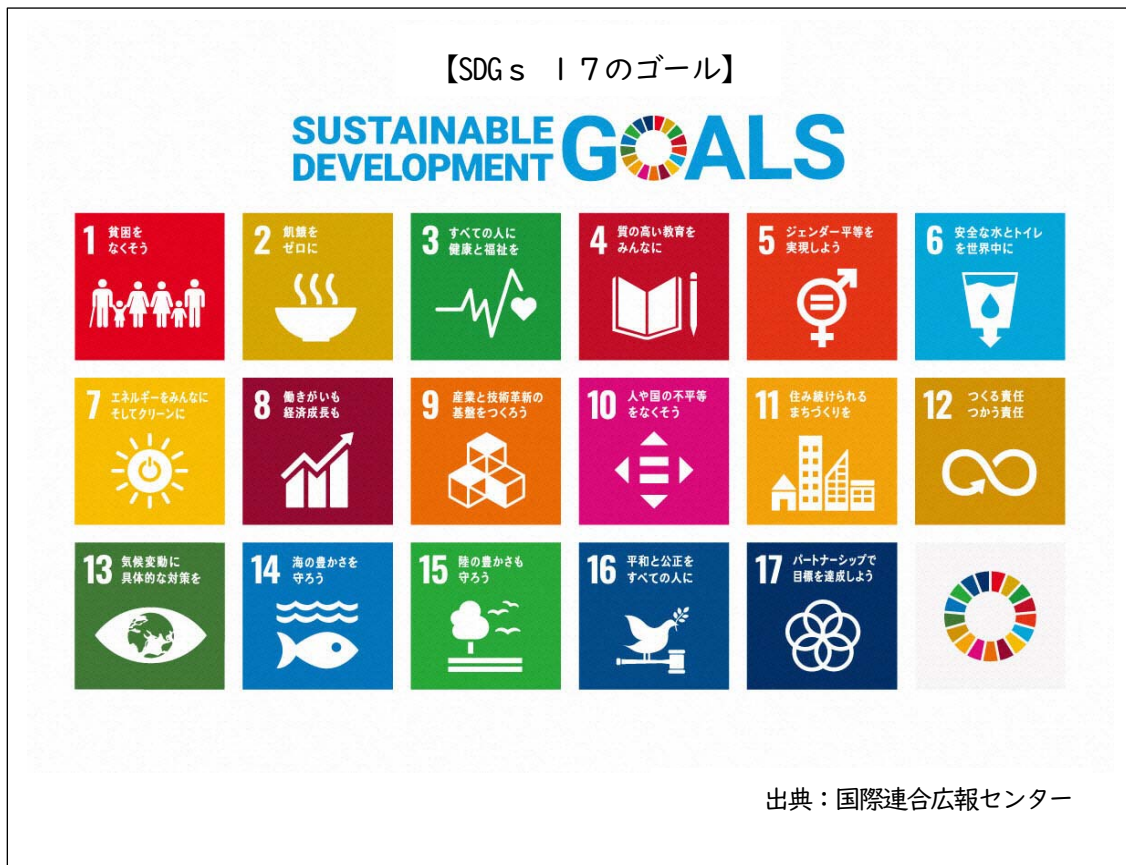 【SDGｓ　１７のゴール】
SUSTAINABLE
DEVELOPMENT GOALS
1 貧困を
なくそう
2 飢餓を
ゼロに
3 すべての人に
健康と福祉を
4 質の高い教育を
みんなに
5 ジェンダー平等を
実現しよう
6 安全な水とトイレ
を世界中に
7 エネルギーをみんなに
そしてクリーンに
8 働きがいも
経済成長も
9 産業と技術革新の
基盤をつくろう
10 人や国の不平等
をなくそう
11 住み続けられる
まちづくりを
12 つくる責任
つかう責任
13 気候変動に
具体的な対策を
14 海の豊かさを
守ろう
15 陸の豊かさも
守ろう
16 平和と公正を
すべての人に
17 パートナーシップで
目標を達成しよう
出典：国際連合広報センター